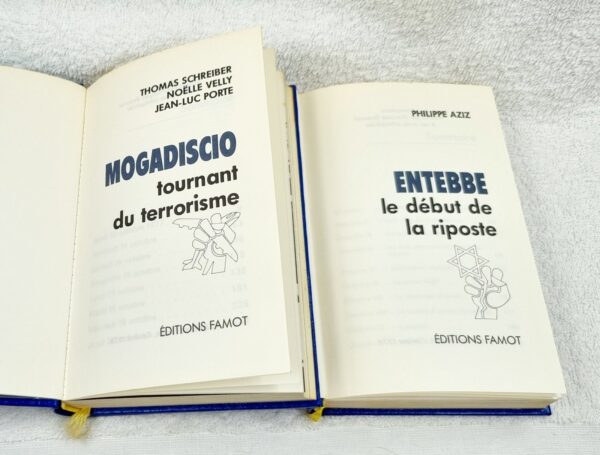 THOMAS SCHREIBER
NOËLLE VELLY
JEAN-LUC PORTE
MOGADISCIO
tournant
du terrorisme
ÉDITIONS FAMOT
PHILIPPE AZIZ
ENTEBBE
le début de
la riposte
ÉDITIONS FAMOT